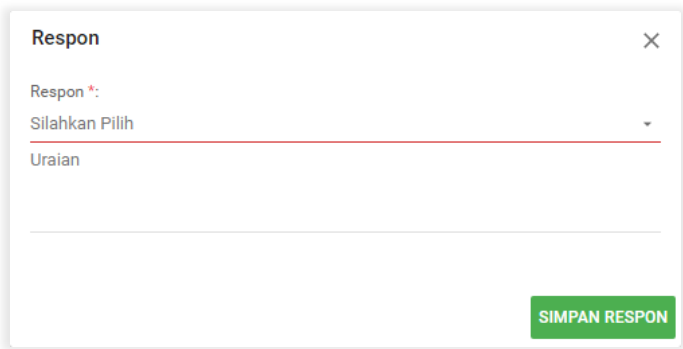 Respon
Respon *:
Silahkan Pilih
Uraian
SIMPAN RESPON